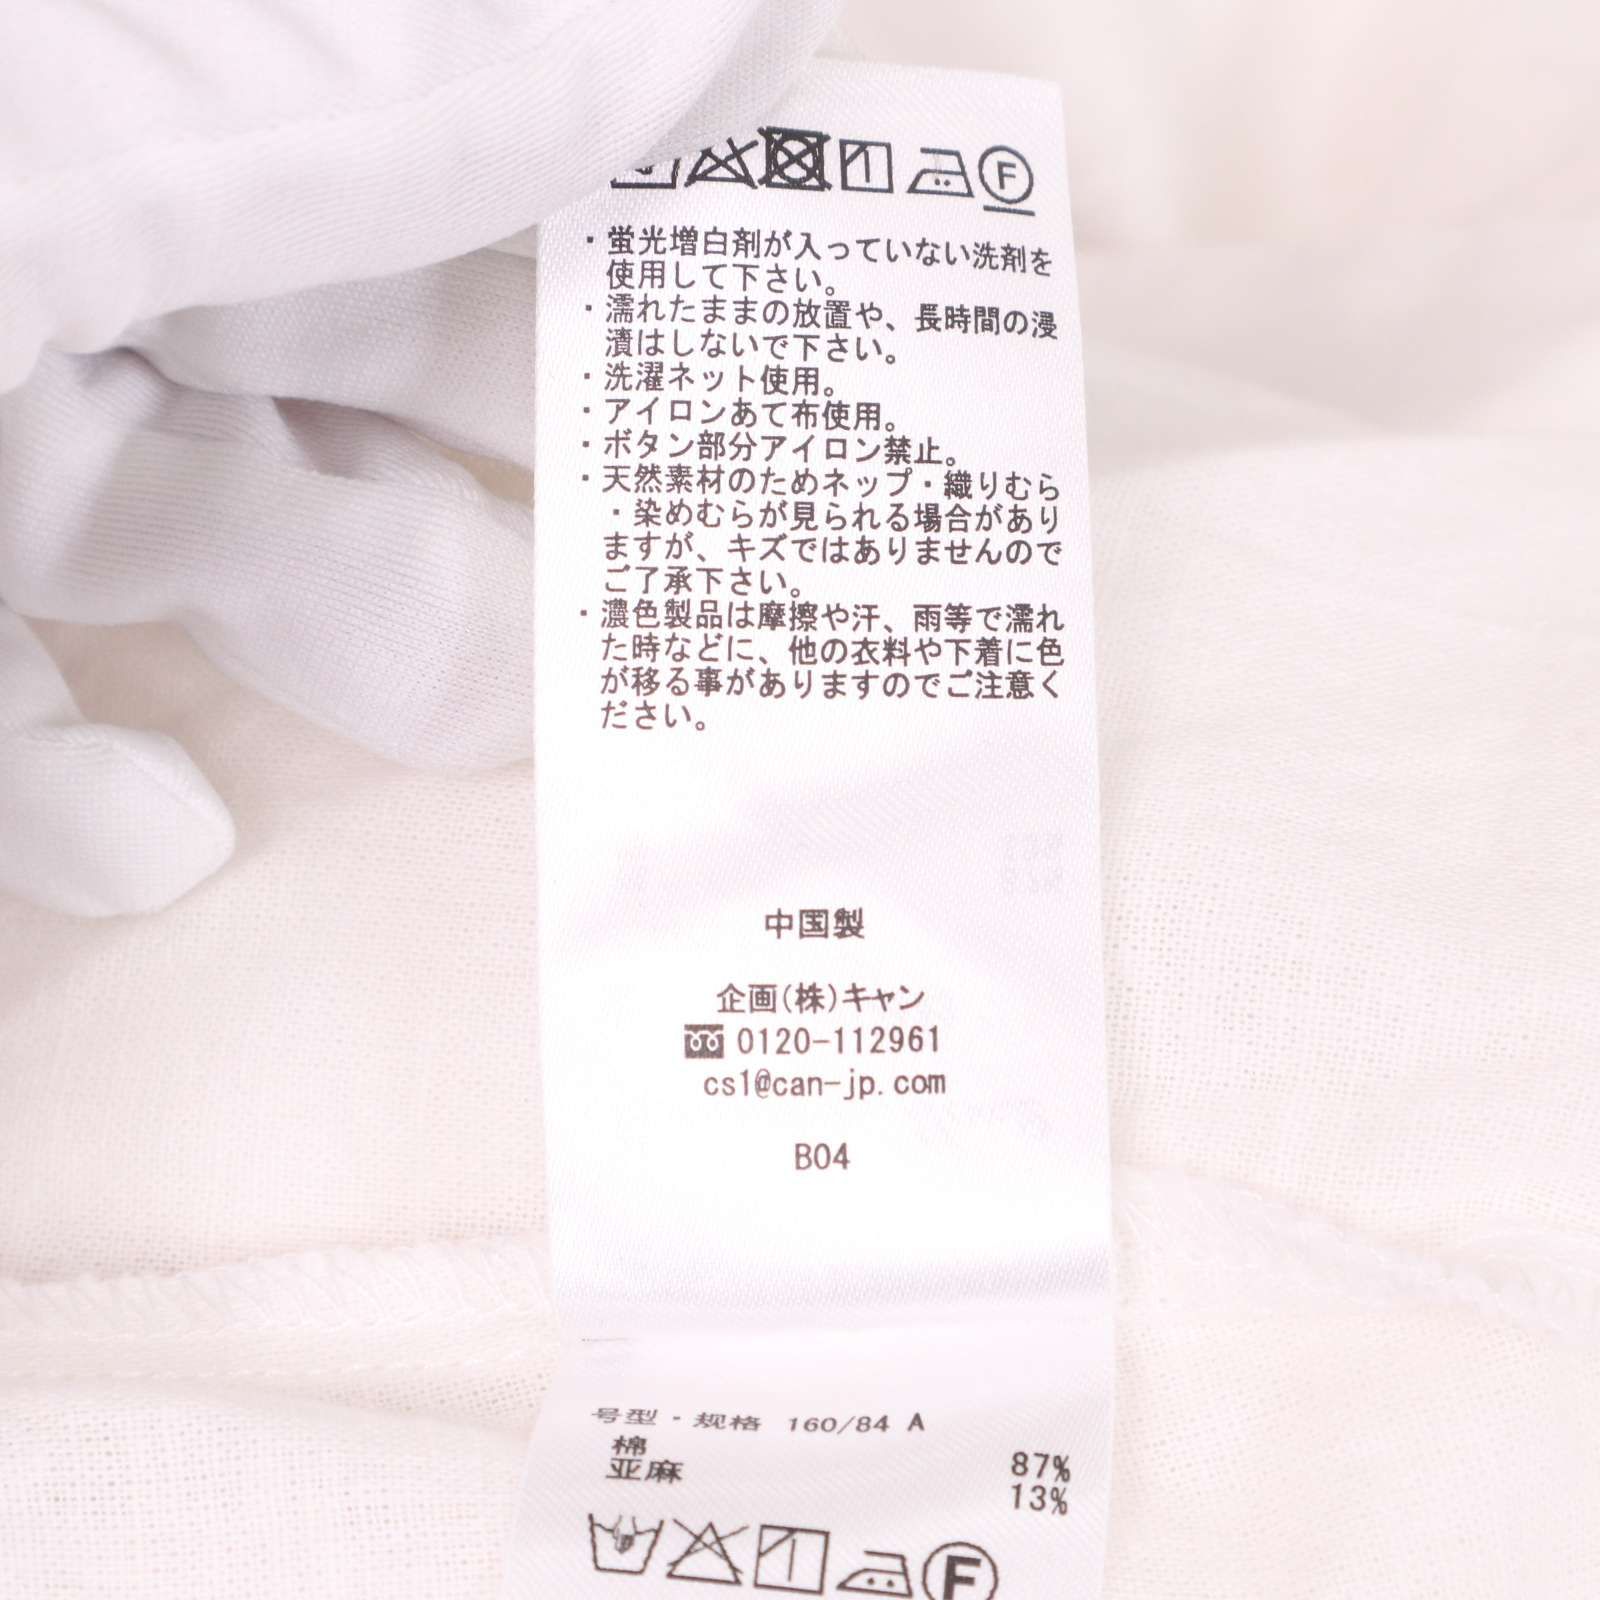 ・蛍光増白剤が入っていない洗剤を
使用して下さい。
・濡れたままの放置や、長時間の浸
漬はしないで下さい。
・洗濯ネット使用。
・アイロンあて布使用。
・ボタン部分アイロン禁止。
・天然素材のためネップ・織りむら
・染めむらが見られる場合があり
ますが、キズではありませんので
ご了承下さい。
・濃色製品は摩擦や汗、雨等で濡れ
た時などに、他の衣料や下着に色
が移る事がありますのでご注意く
ださい。
中国製
企画(株)キャン
0120-112961
cs1@can-jp.com
B04
号型・规格 160/84 A
棉 87%
亚麻 13%
F
F